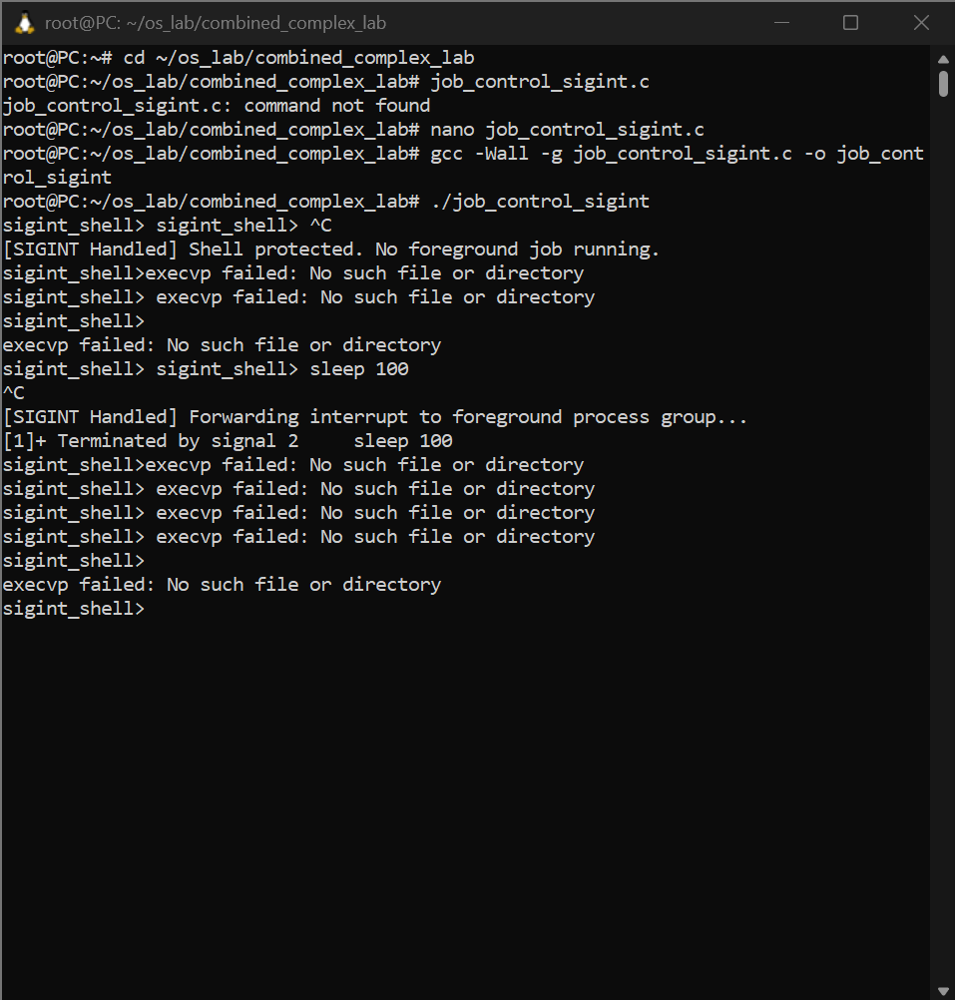 root@PC: ~/os_lab/combined_complex_lab
root@PC:~# cd ~/os_lab/combined_complex_lab
root@PC:~/os_lab/combined_complex_lab# job_control_sigint.c
job_control_sigint.c: command not found
root@PC:~/os_lab/combined_complex_lab# nano job_control_sigint.c
root@PC:~/os_lab/combined_complex_lab# gcc -Wall -g job_control_sigint.c -o job_cont
rol_sigint
root@PC:~/os_lab/combined_complex_lab# ./job_control_sigint
sigint_shell> sigint_shell> ^C
[SIGINT Handled] Shell protected. No foreground job running.
sigint_shell>execvp failed: No such file or directory
sigint_shell> execvp failed: No such file or directory
sigint_shell>
execvp failed: No such file or directory
sigint_shell> sigint_shell> sleep 100
^C
[SIGINT Handled] Forwarding interrupt to foreground process group...
[1]+ Terminated by signal 2     sleep 100
sigint_shell>execvp failed: No such file or directory
sigint_shell> execvp failed: No such file or directory
sigint_shell> execvp failed: No such file or directory
sigint_shell> execvp failed: No such file or directory
sigint_shell>
execvp failed: No such file or directory
sigint_shell>